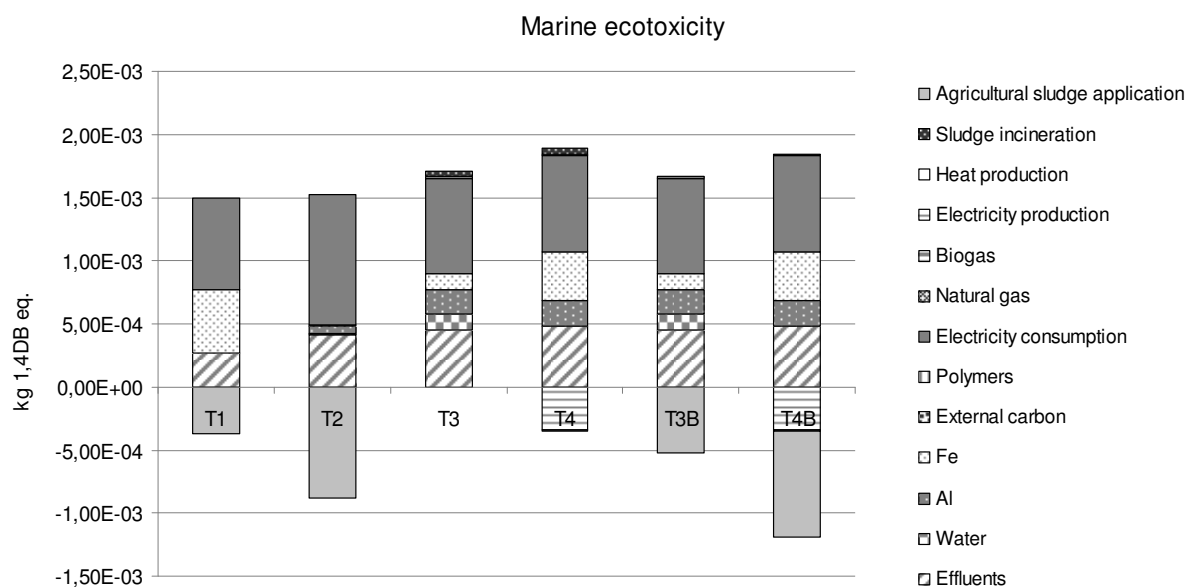 Marine ecotoxicity
kg 1,4DB eq.
2,50E-03
2,00E-03
1,50E-03
1,00E-03
5,00E-04
0,00E+00
-5,00E-04
-1,00E-03
-1,50E-03
T1
T2
T3
T4
T3B
T4B
Agricultural sludge application
Sludge incineration
Heat production
Electricity production
Biogas
Natural gas
Electricity consumption
Polymers
External carbon
Fe
Al
Water
Effluents